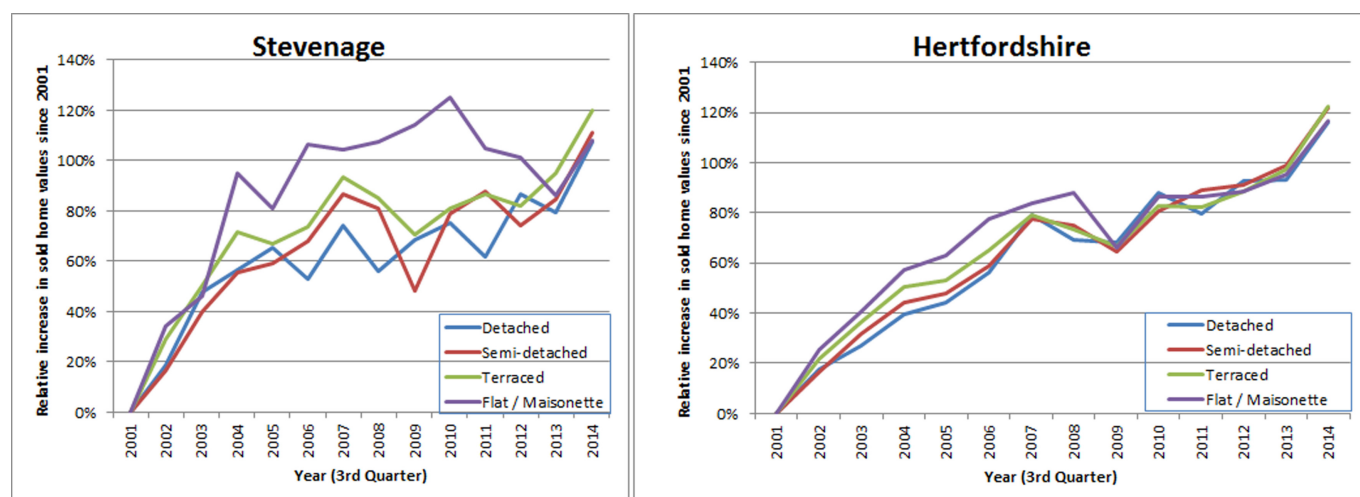 Stevenage
Relative increase in sold home values since 2001
140%
120%
100%
80%
60%
40%
20%
0%
Detached
Semi-detached
Terraced
Flat / Maisonette
2001 2002 2003 2004 2005 2006 2007 2008 2009 2010 2011 2012 2013 2014
Year (3rd Quarter)
Hertfordshire
Relative increase in sold home values since 2001
140%
120%
100%
80%
60%
40%
20%
0%
Detached
Semi-detached
Terraced
Flat / Maisonette
2001 2002 2003 2004 2005 2006 2007 2008 2009 2010 2011 2012 2013 2014
Year (3rd Quarter)